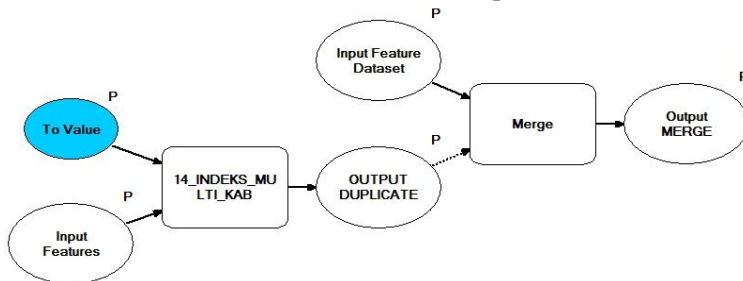 P
Input Feature
Dataset
P
P
To Value
Merge
Output
MERGE
P
P
14_INDEKS_MU
LTI_KAB
OUTPUT
DUPLICATE
Input
Features